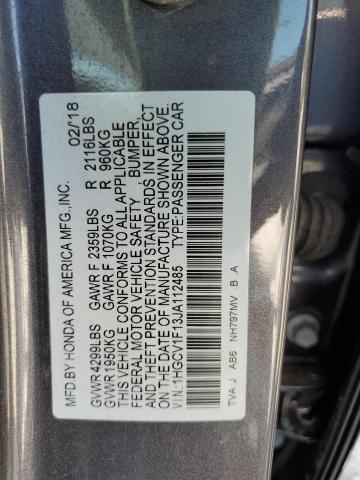 MFD. BY HONDA OF AMERICA MFG., INC. 02/18
GVWR 4299LBS GAWR F 2359LBS R 2116LBS
GVWR 1950KG GAWR F 1070KG R 960KG
THIS VEHICLE CONFORMS TO ALL APPLICABLE
FEDERAL MOTOR VEHICLE SAFETY BUMPER,
AND THEFT PREVENTION STANDARDS IN EFFECT
ON THE DATE OF MANUFACTURE SHOWN ABOVE.
V.I.N.: 1HGCV1F13JA112485 TYPE:PASSENGER CAR
TVA J AB6 NH797MV .B .A